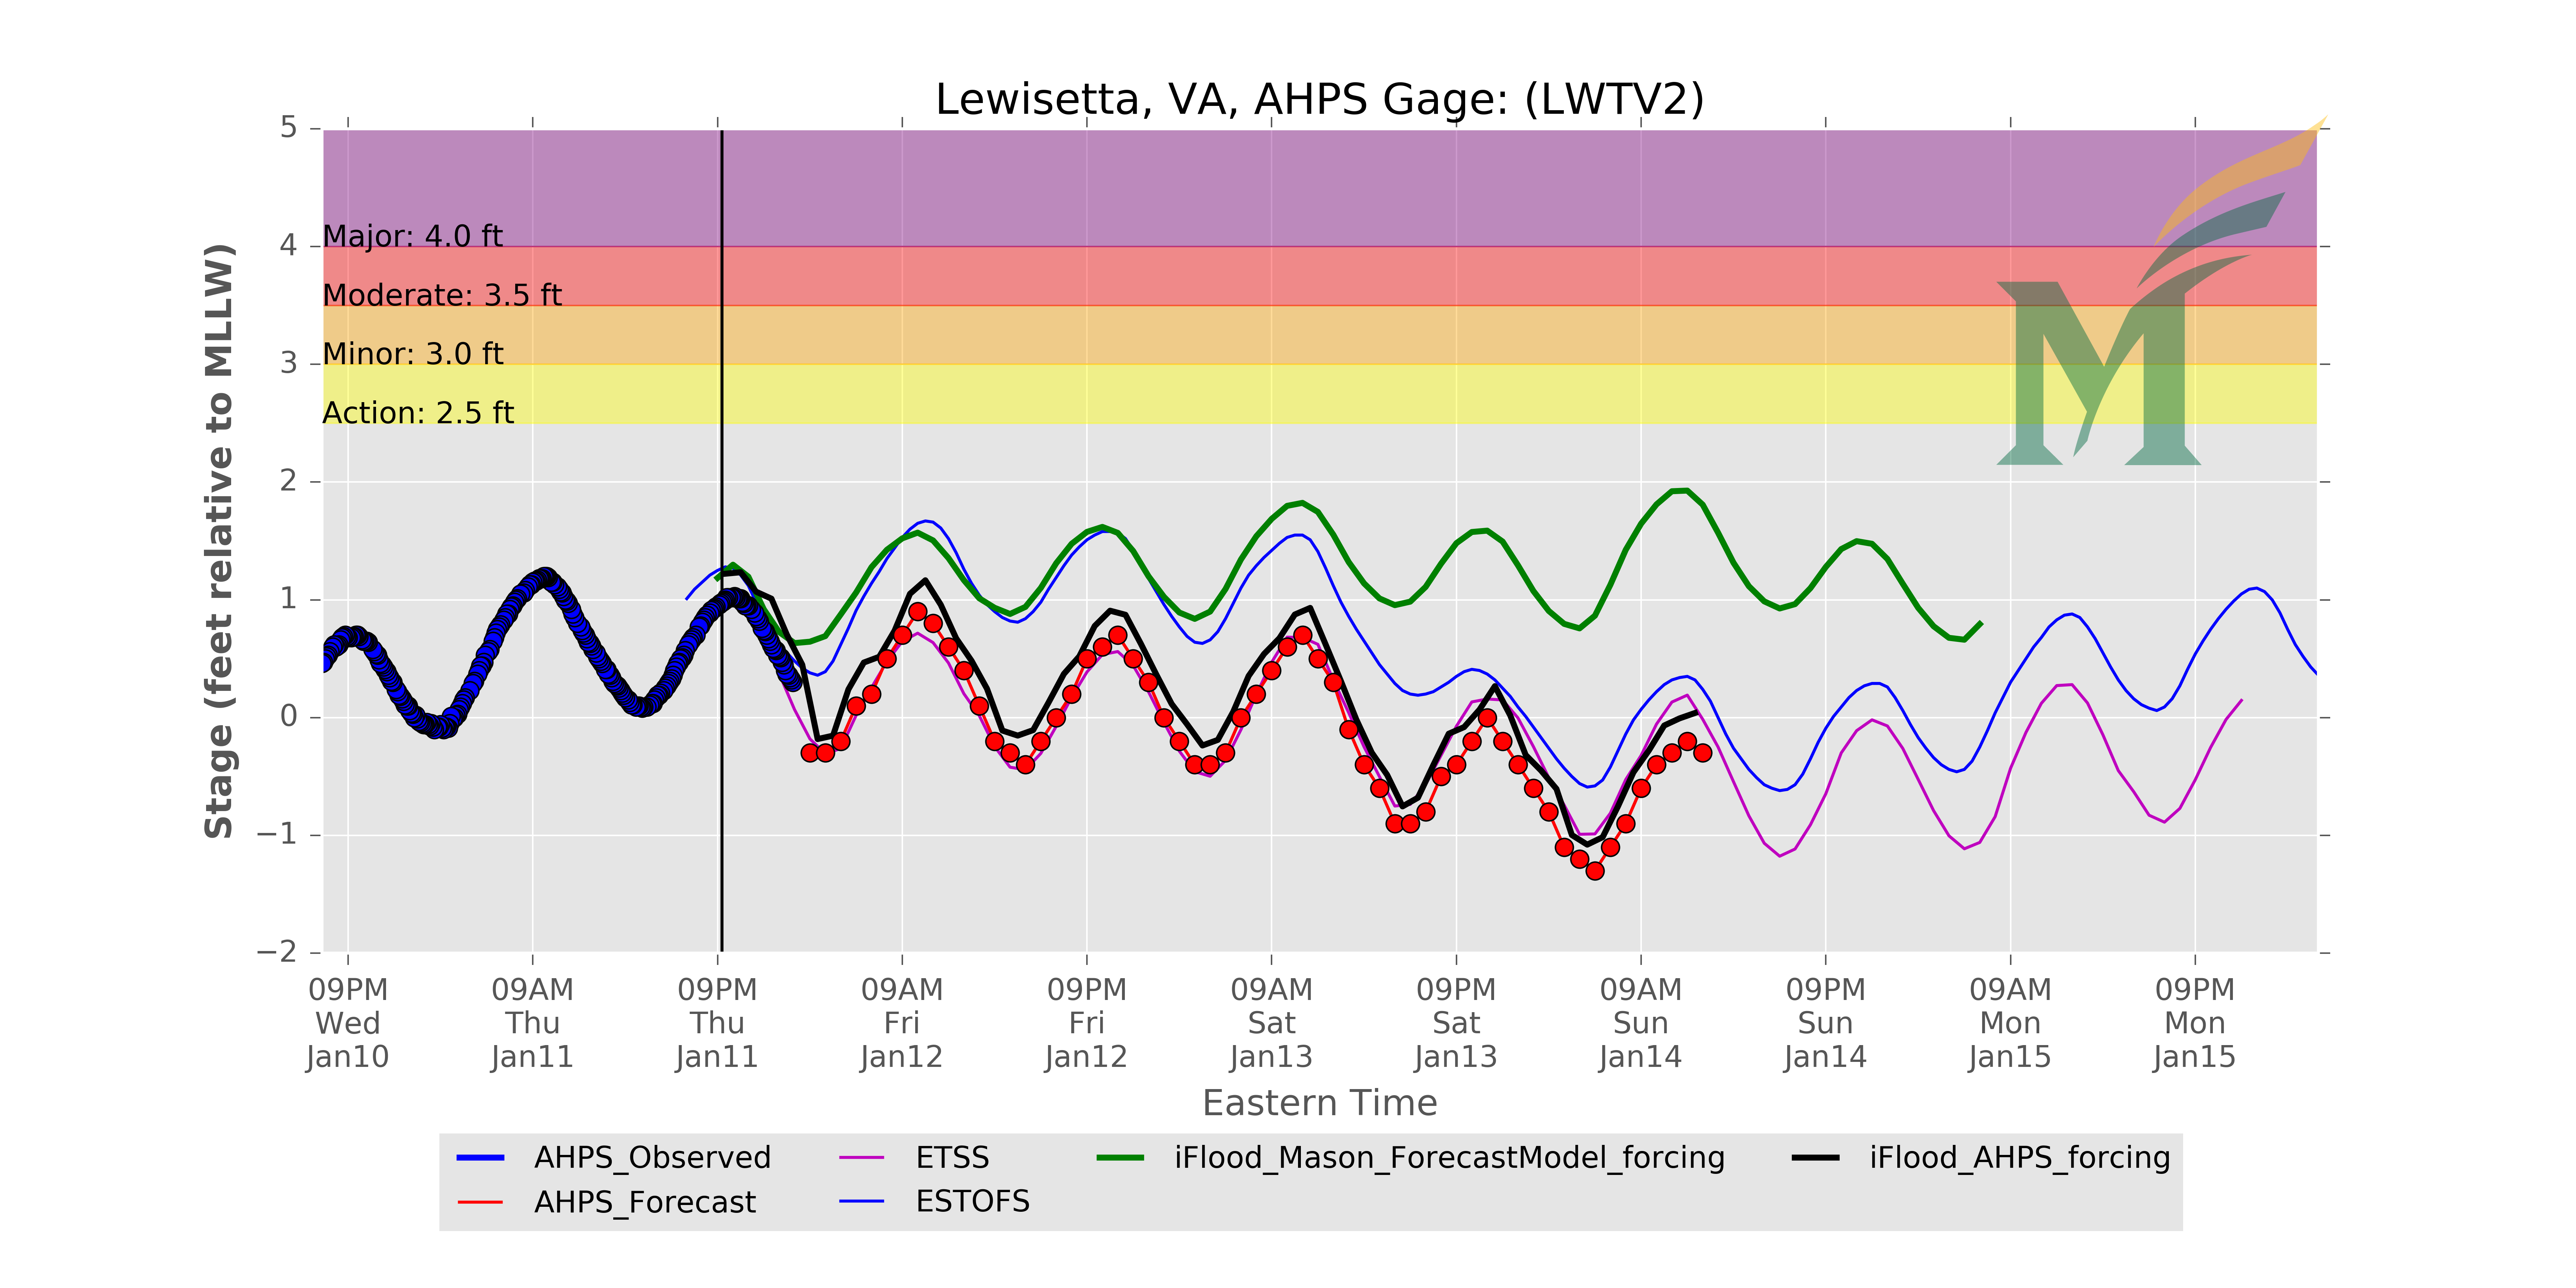 Lewisetta, VA, AHPS Gage: (LWTV2)
Stage (feet relative to MLLW)
5
4
3
2
1
0
−1
−2
Major: 4.0 ft
Moderate: 3.5 ft
Minor: 3.0 ft
Action: 2.5 ft
M
09PM 09AM 09PM 09AM 09PM 09AM 09PM 09AM 09PM 09AM 09PM
Wed Thu Thu Fri Fri Sat Sat Sun Sun Mon Mon
Jan10 Jan11 Jan11 Jan12 Jan12 Jan13 Jan13 Jan14 Jan14 Jan15 Jan15
Eastern Time
AHPS_Observed ETSS iFlood_Mason_ForecastModel_forcing iFlood_AHPS_forcing
AHPS_Forecast ESTOFS